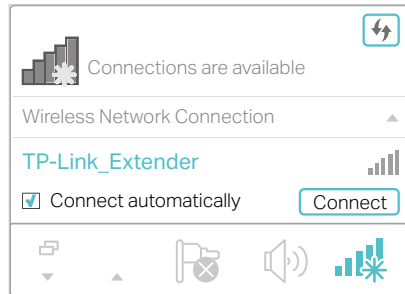 Connections are available
Wireless Network Connection
TP-Link_Extender
Connect automatically
Connect